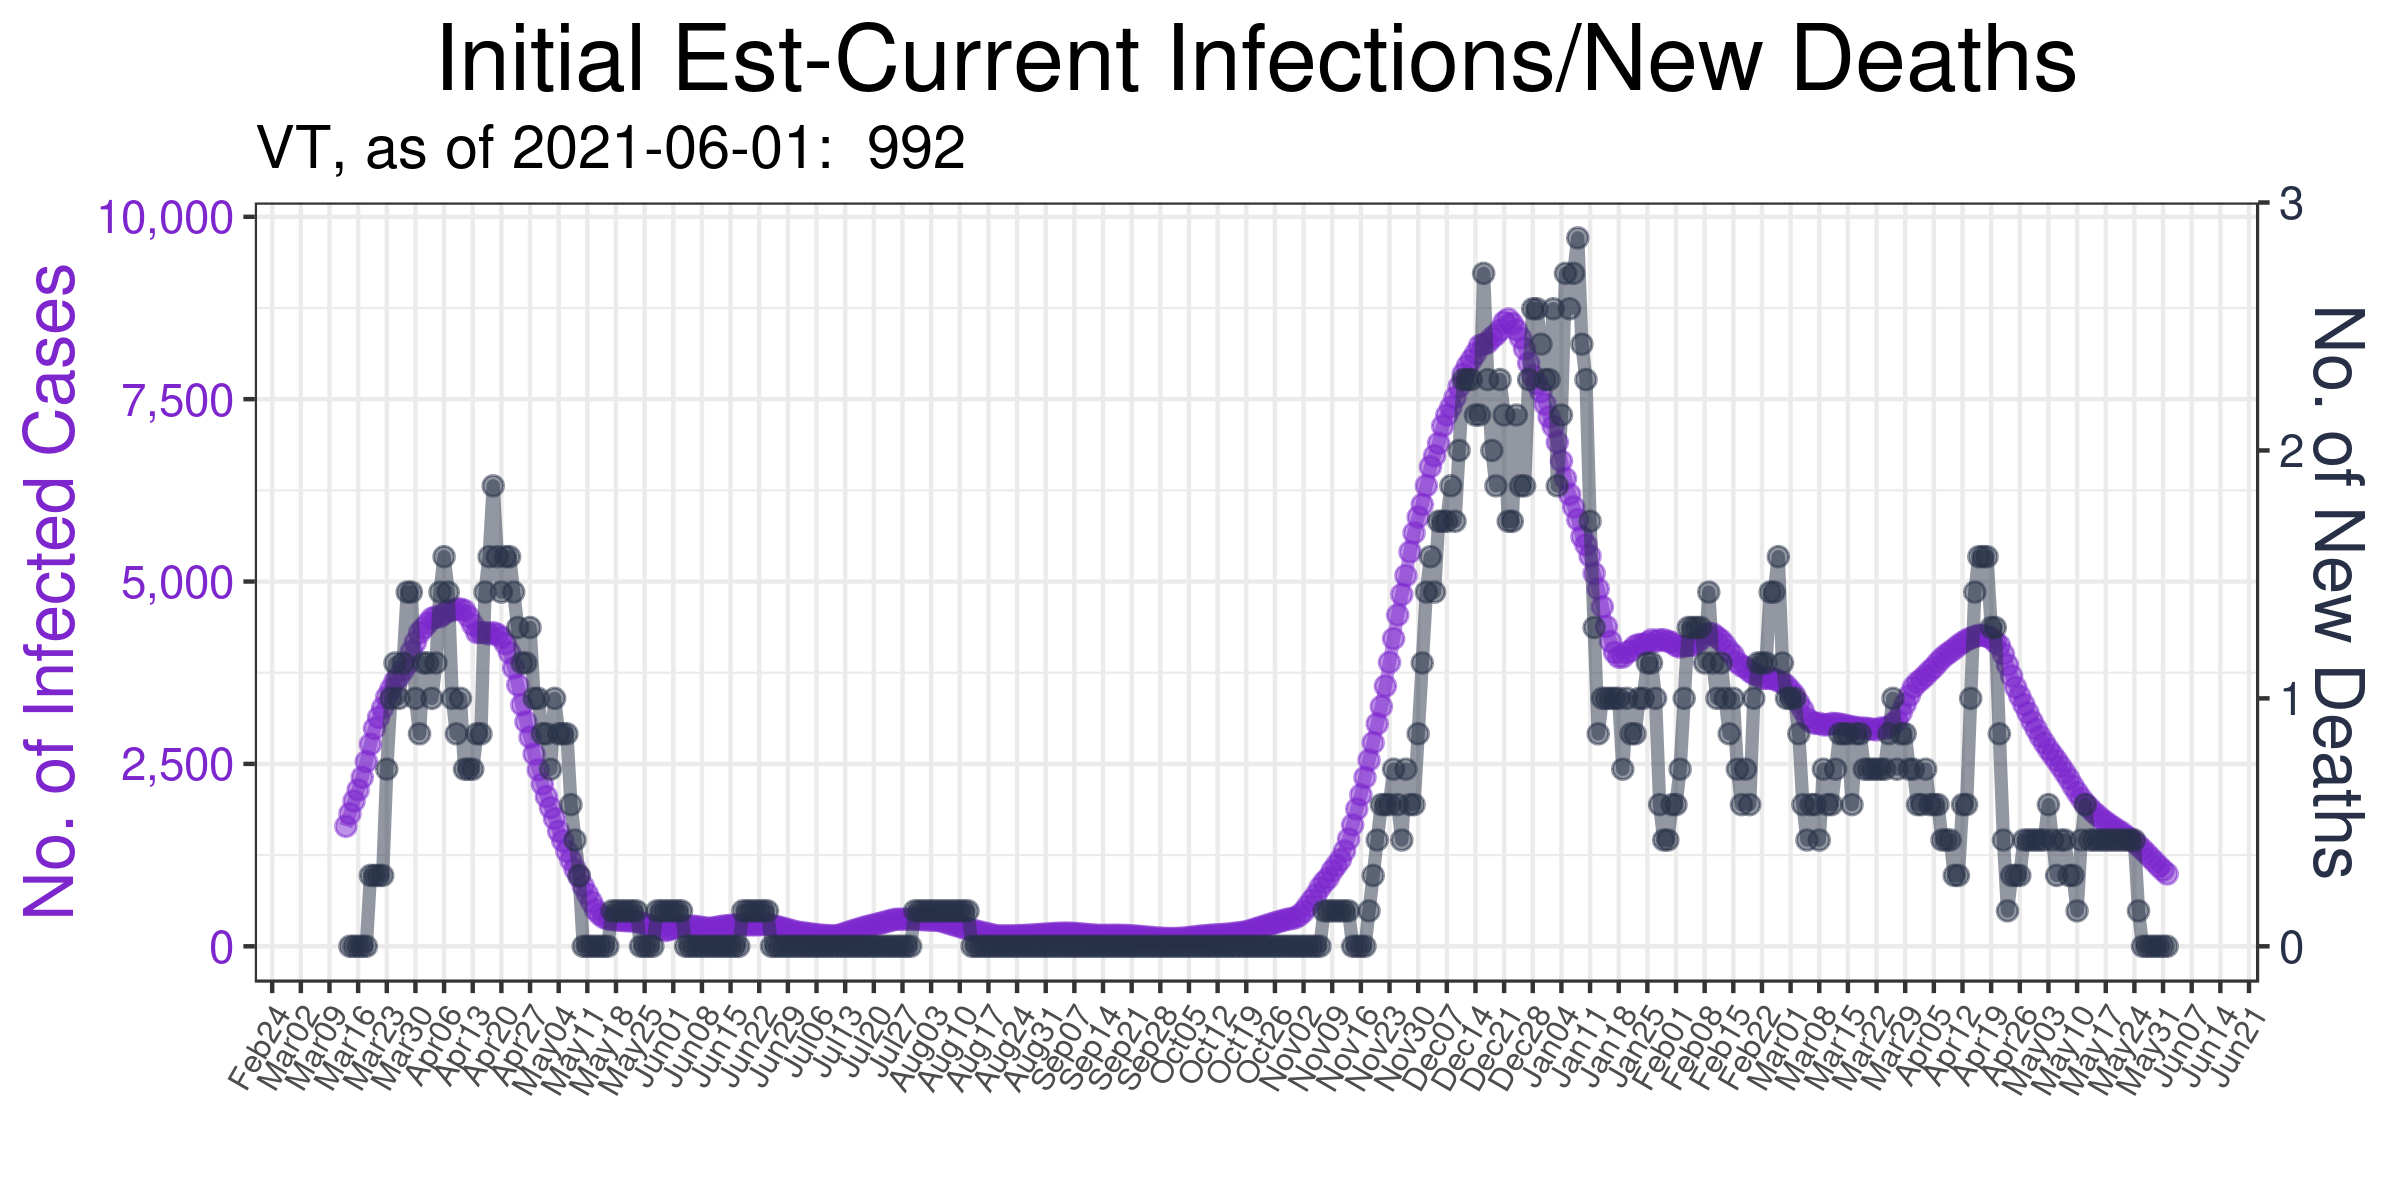 Initial Est-Current Infections/New Deaths
VT, as of 2021-06-01:  992
No. of Infected Cases
10,000
7,500
5,000
2,500
0
3
2
1
0
No. of New Deaths
Feb24
Mar02
Mar09
Mar16
Mar23
Mar30
Apr06
Apr13
Apr20
Apr27
May04
May11
May18
May25
Jun01
Jun08
Jun15
Jun22
Jun29
Jul06
Jul13
Jul20
Jul27
Aug03
Aug10
Aug17
Aug24
Aug31
Sep07
Sep14
Sep21
Sep28
Oct05
Oct12
Oct19
Oct26
Nov02
Nov09
Nov16
Nov23
Nov30
Dec07
Dec14
Dec21
Dec28
Jan04
Jan11
Jan18
Jan25
Feb01
Feb08
Feb15
Feb22
Mar01
Mar08
Mar15
Mar22
Mar29
Apr05
Apr12
Apr19
Apr26
May03
May10
May17
May24
May31
Jun07
Jun14
Jun21